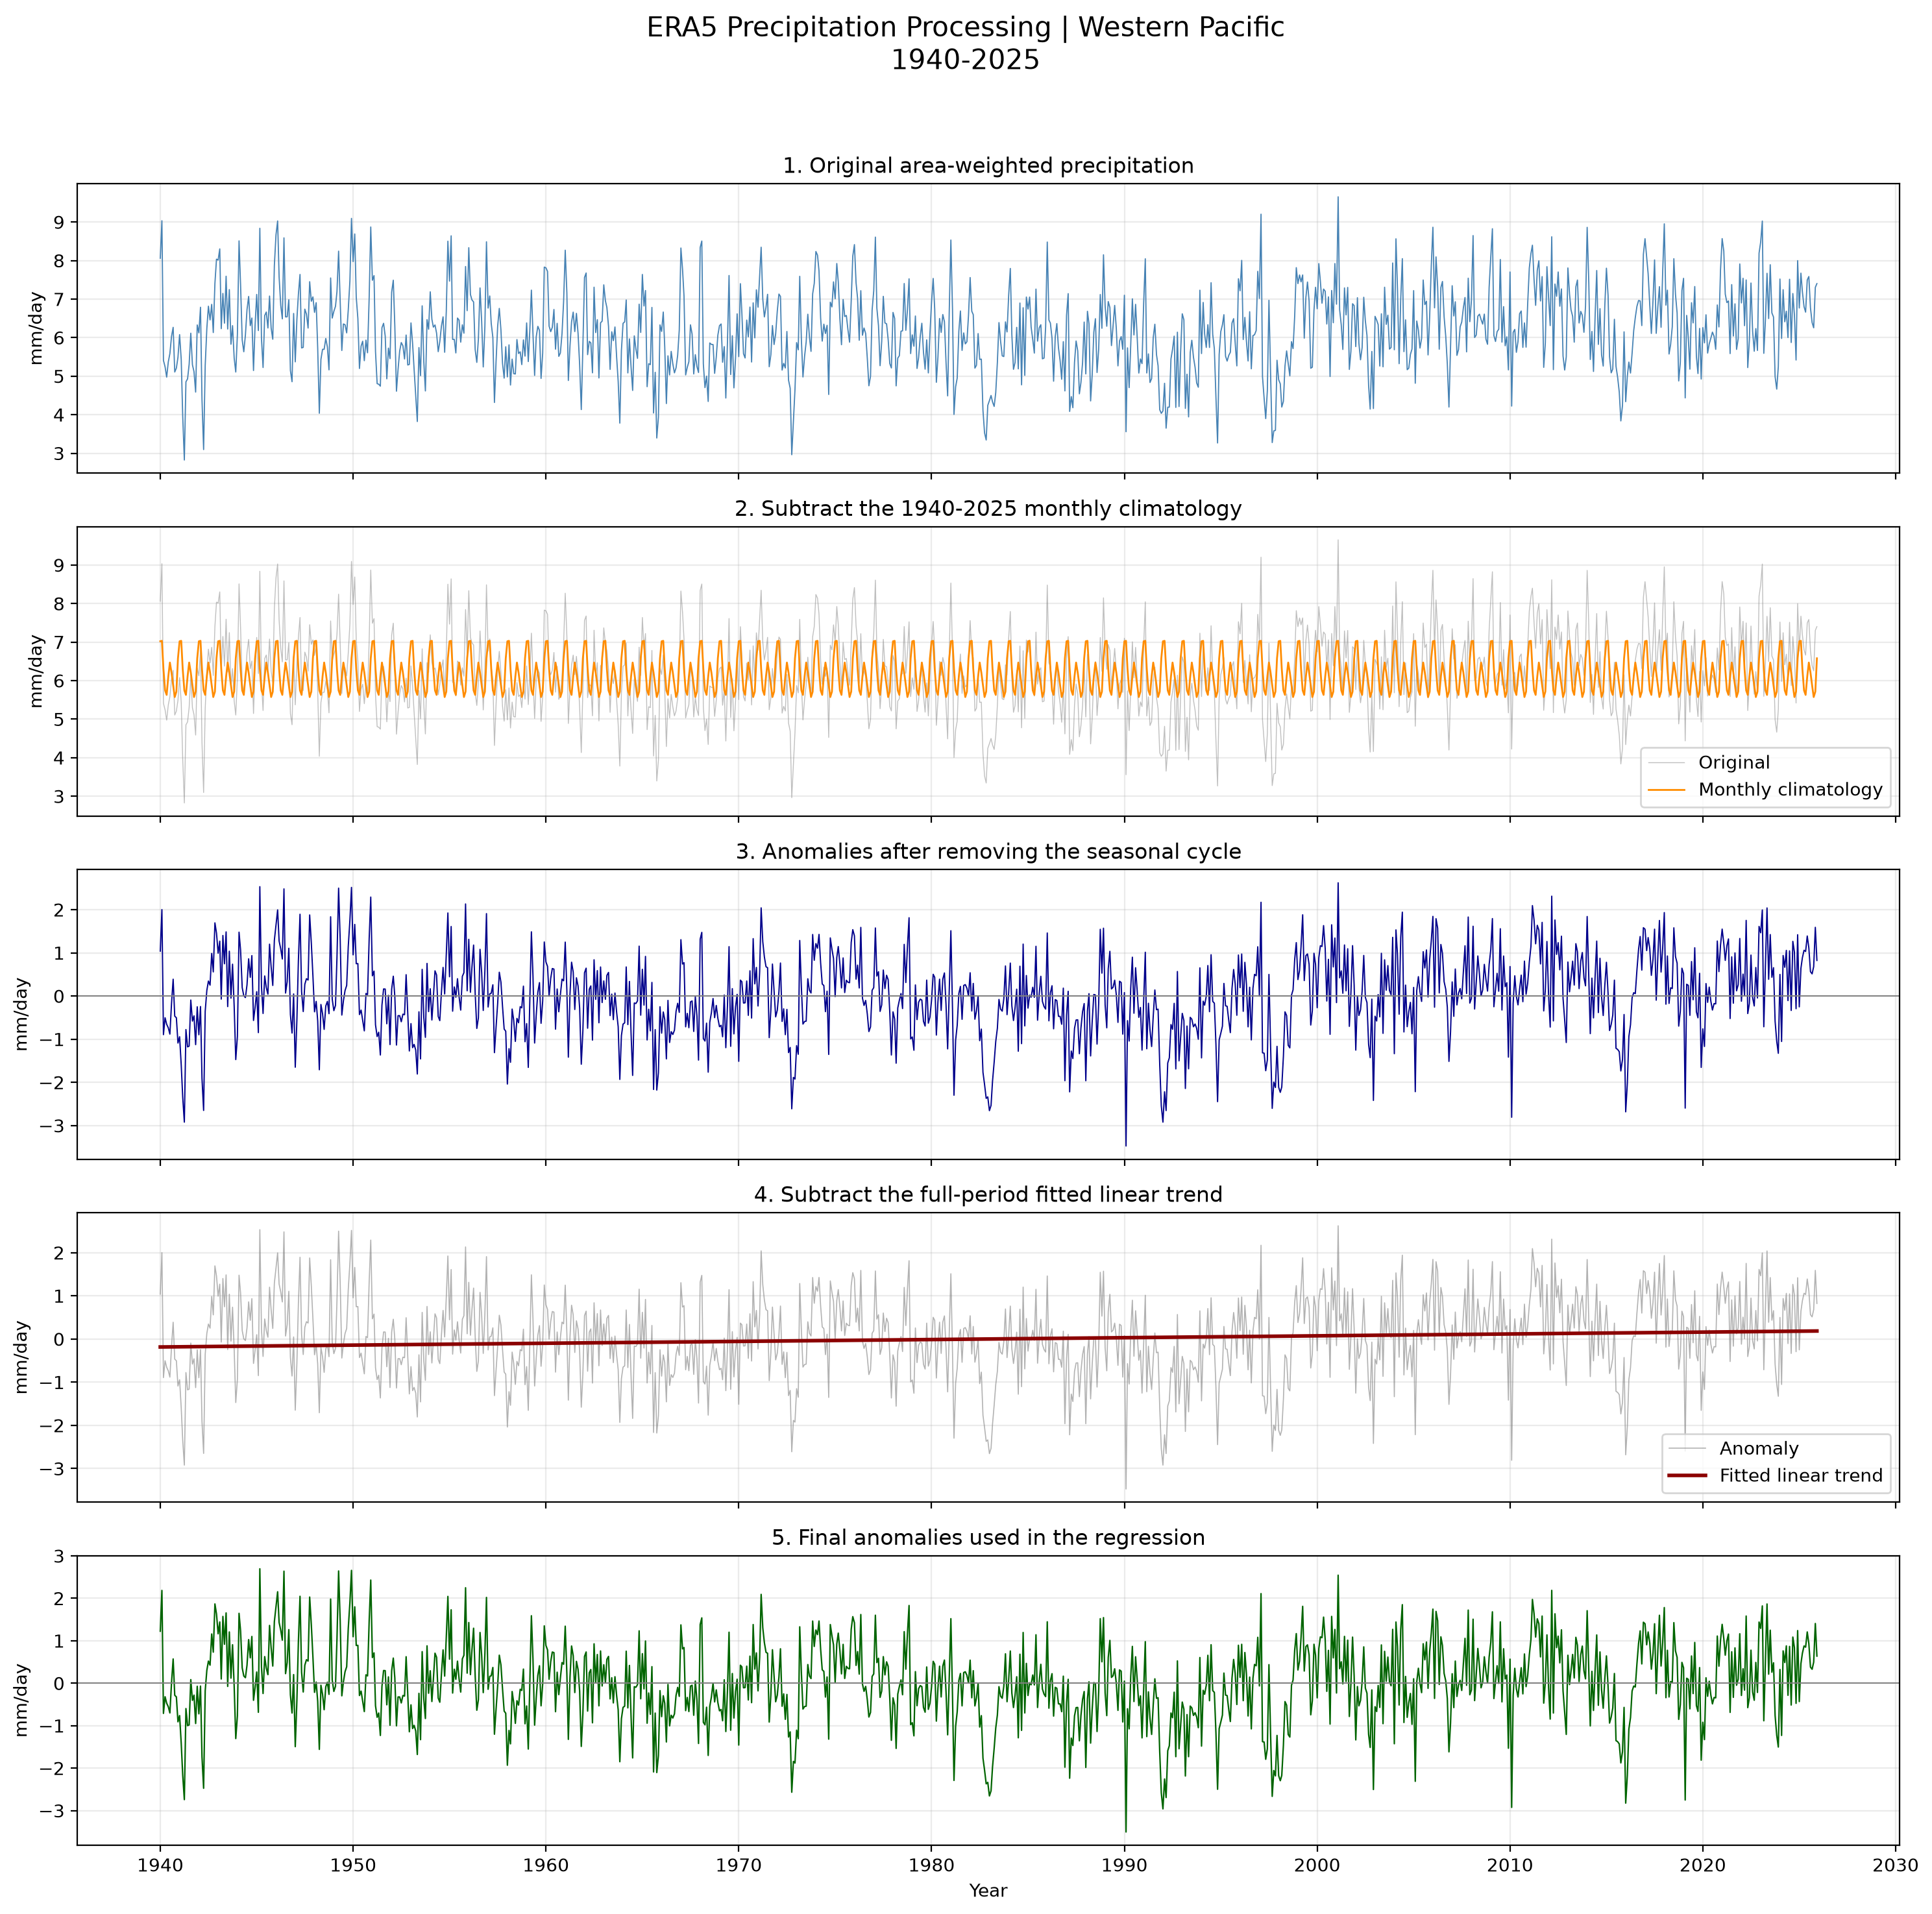 ERA5 Precipitation Processing | Western Pacific
1940-2025
1. Original area-weighted precipitation
9
8
7
6
5
4
3
mm/day
2. Subtract the 1940-2025 monthly climatology
9
8
7
6
5
4
3
mm/day
Original
Monthly climatology
3. Anomalies after removing the seasonal cycle
2
1
0
−1
−2
−3
mm/day
4. Subtract the full-period fitted linear trend
2
1
0
−1
−2
−3
mm/day
Anomaly
Fitted linear trend
5. Final anomalies used in the regression
3
2
1
0
−1
−2
−3
mm/day
1940 1950 1960 1970 1980 1990 2000 2010 2020 2030
Year